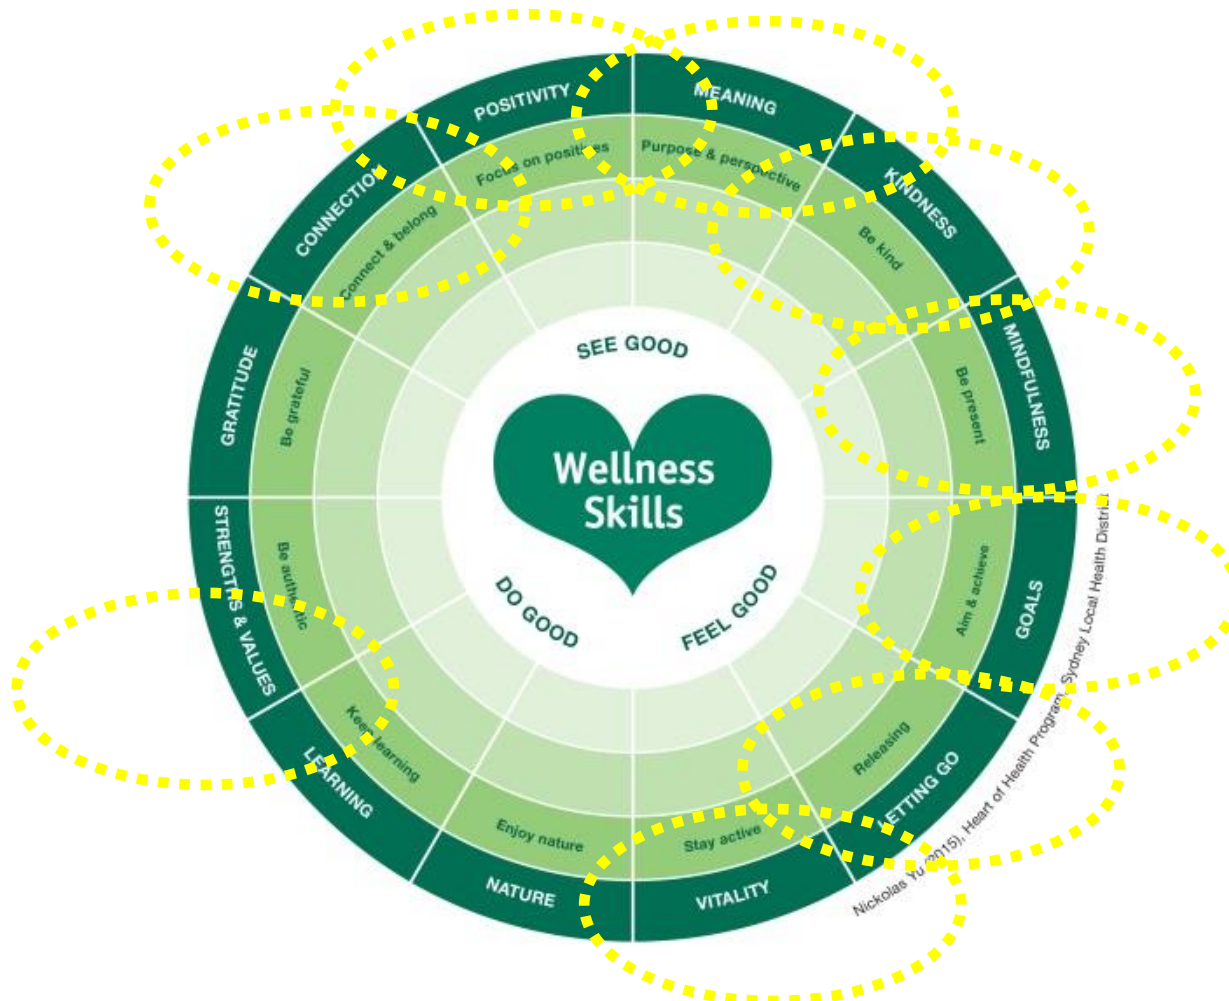 POSITIVITY
Focus on positives
MEANING
Purpose & perspective
KINDNESS
Be kind
MINDFULNESS
Be present
GOALS
Aim & achieve
LETTING GO
Releasing
VITALITY
Stay active
NATURE
Enjoy nature
LEARNING
Keep learning
STRENGTHS & VALUES
Be authentic
GRATITUDE
Be grateful
CONNECTION
Connect & belong
SEE GOOD
FEEL GOOD
DO GOOD
Wellness
Skills
Nickolas Yu (2015), Heart of Health Program, Sydney Local Health District